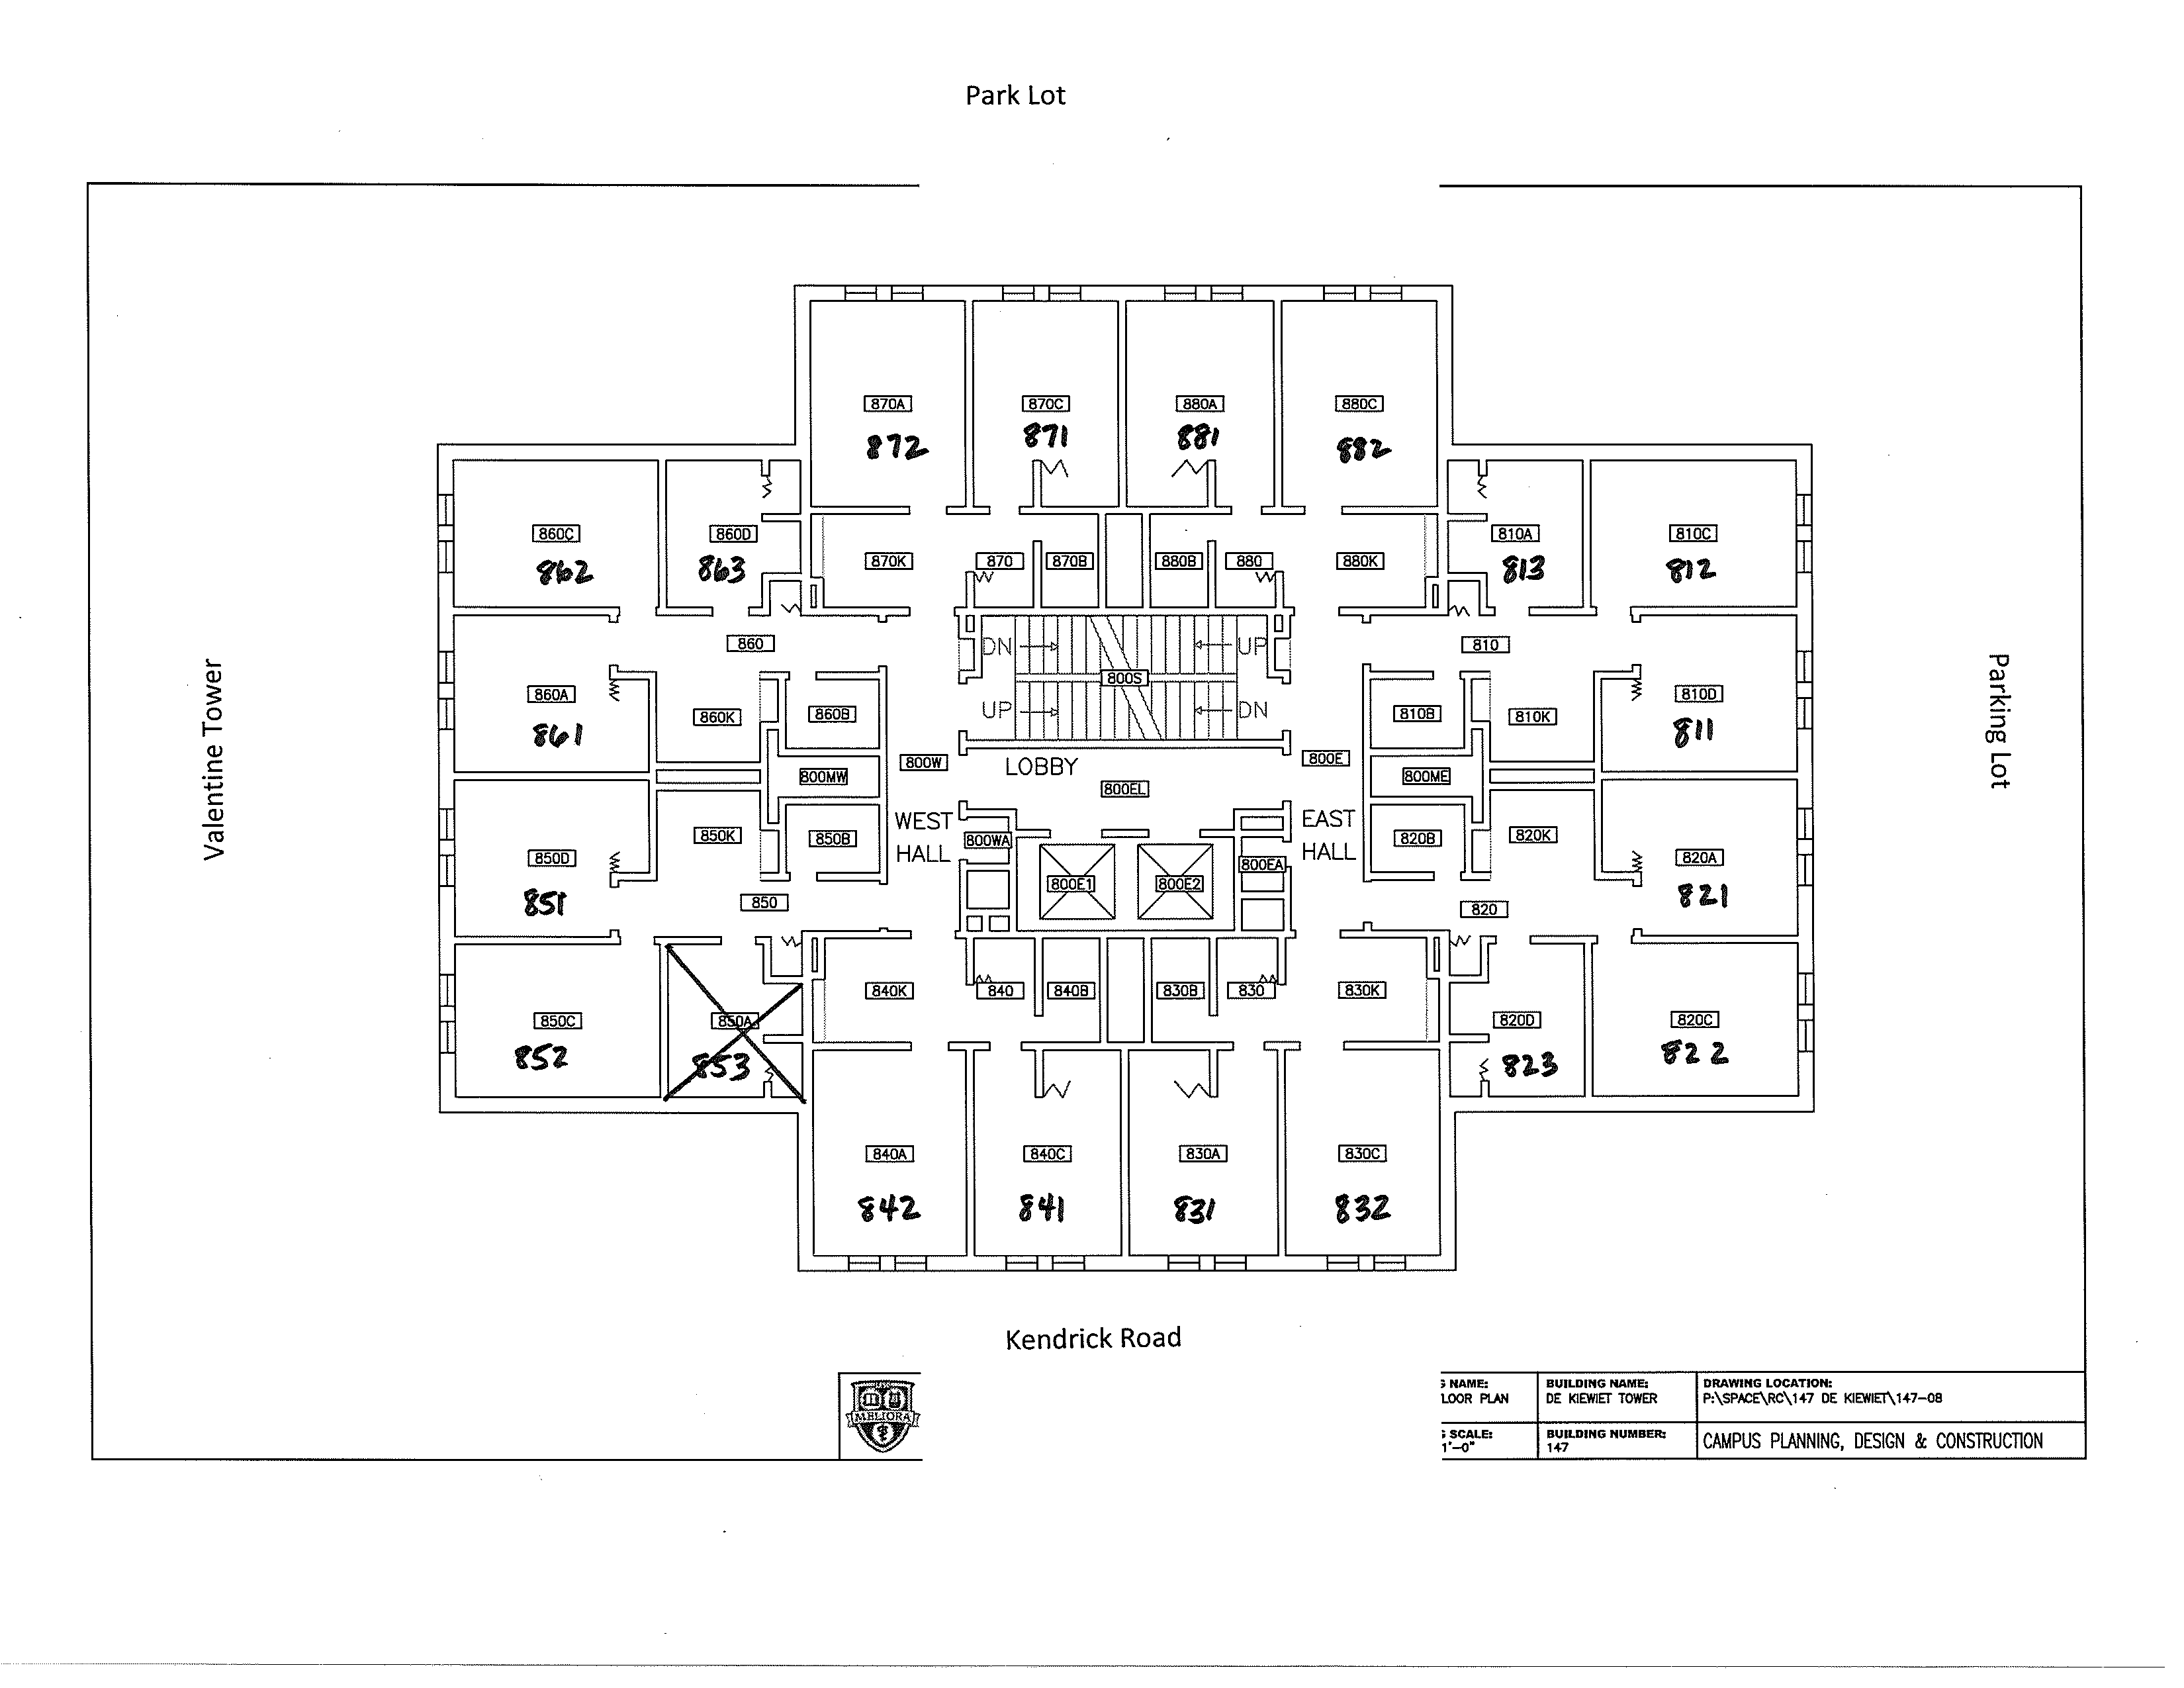 Park Lot
870A 870C 880A 880C
872 871 881 882
860C 860D 810A 810C
862 863 813 812
870K 870 870B 880B 880 880K
860 DN UP 810
800S
860A 810D
861 860K 860B UP DN 810B 810K 811
Valentine Tower
Parking Lot
800W LOBBY 800E
800MW 800EL 800ME
WEST HALL
EAST HALL
850K 850B 800WA 820B 820K
850D 800E1 800E2 800EA 820A
851 850 820 821
840K 840 840B 830B 830 830K
850C 850A 820D 820C
852 853 823 822
840A 840C 830A 830C
842 841 831 832
Kendrick Road
MELIORA
G NAME:
LOOR PLAN
BUILDING NAME:
DE KIEWIET TOWER
DRAWING LOCATION:
P:\SPACE\RC\147 DE KIEWIET\147-08
G SCALE:
1'-0"
BUILDING NUMBER:
147
CAMPUS PLANNING, DESIGN & CONSTRUCTION